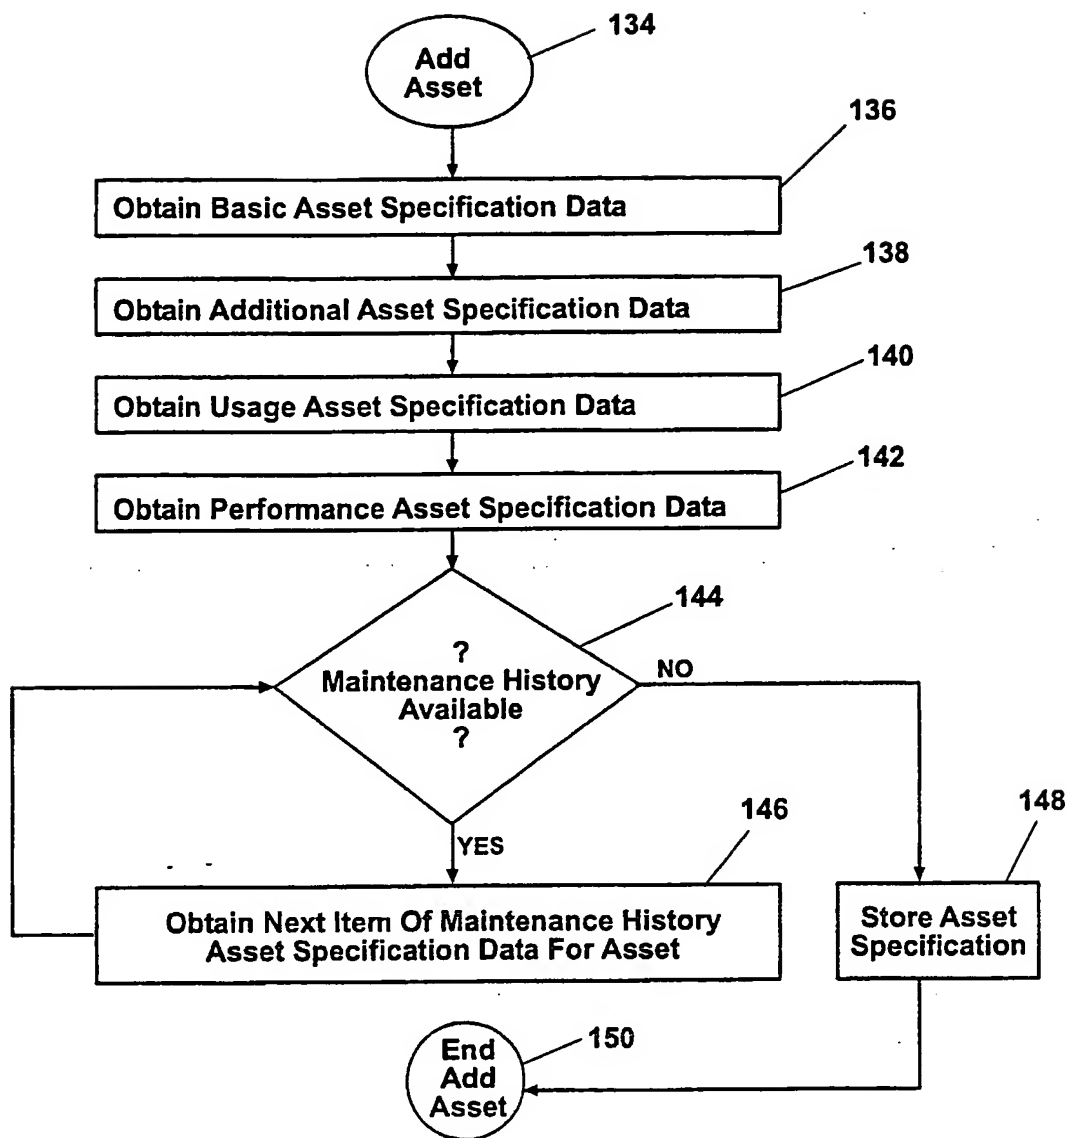 134
Add
Asset
136
Obtain Basic Asset Specification Data
138
Obtain Additional Asset Specification Data
140
Obtain Usage Asset Specification Data
142
Obtain Performance Asset Specification Data
144
?
Maintenance History
Available
?
NO
YES
146
148
Obtain Next Item Of Maintenance History
Asset Specification Data For Asset
Store Asset
Specification
150
End
Add
Asset